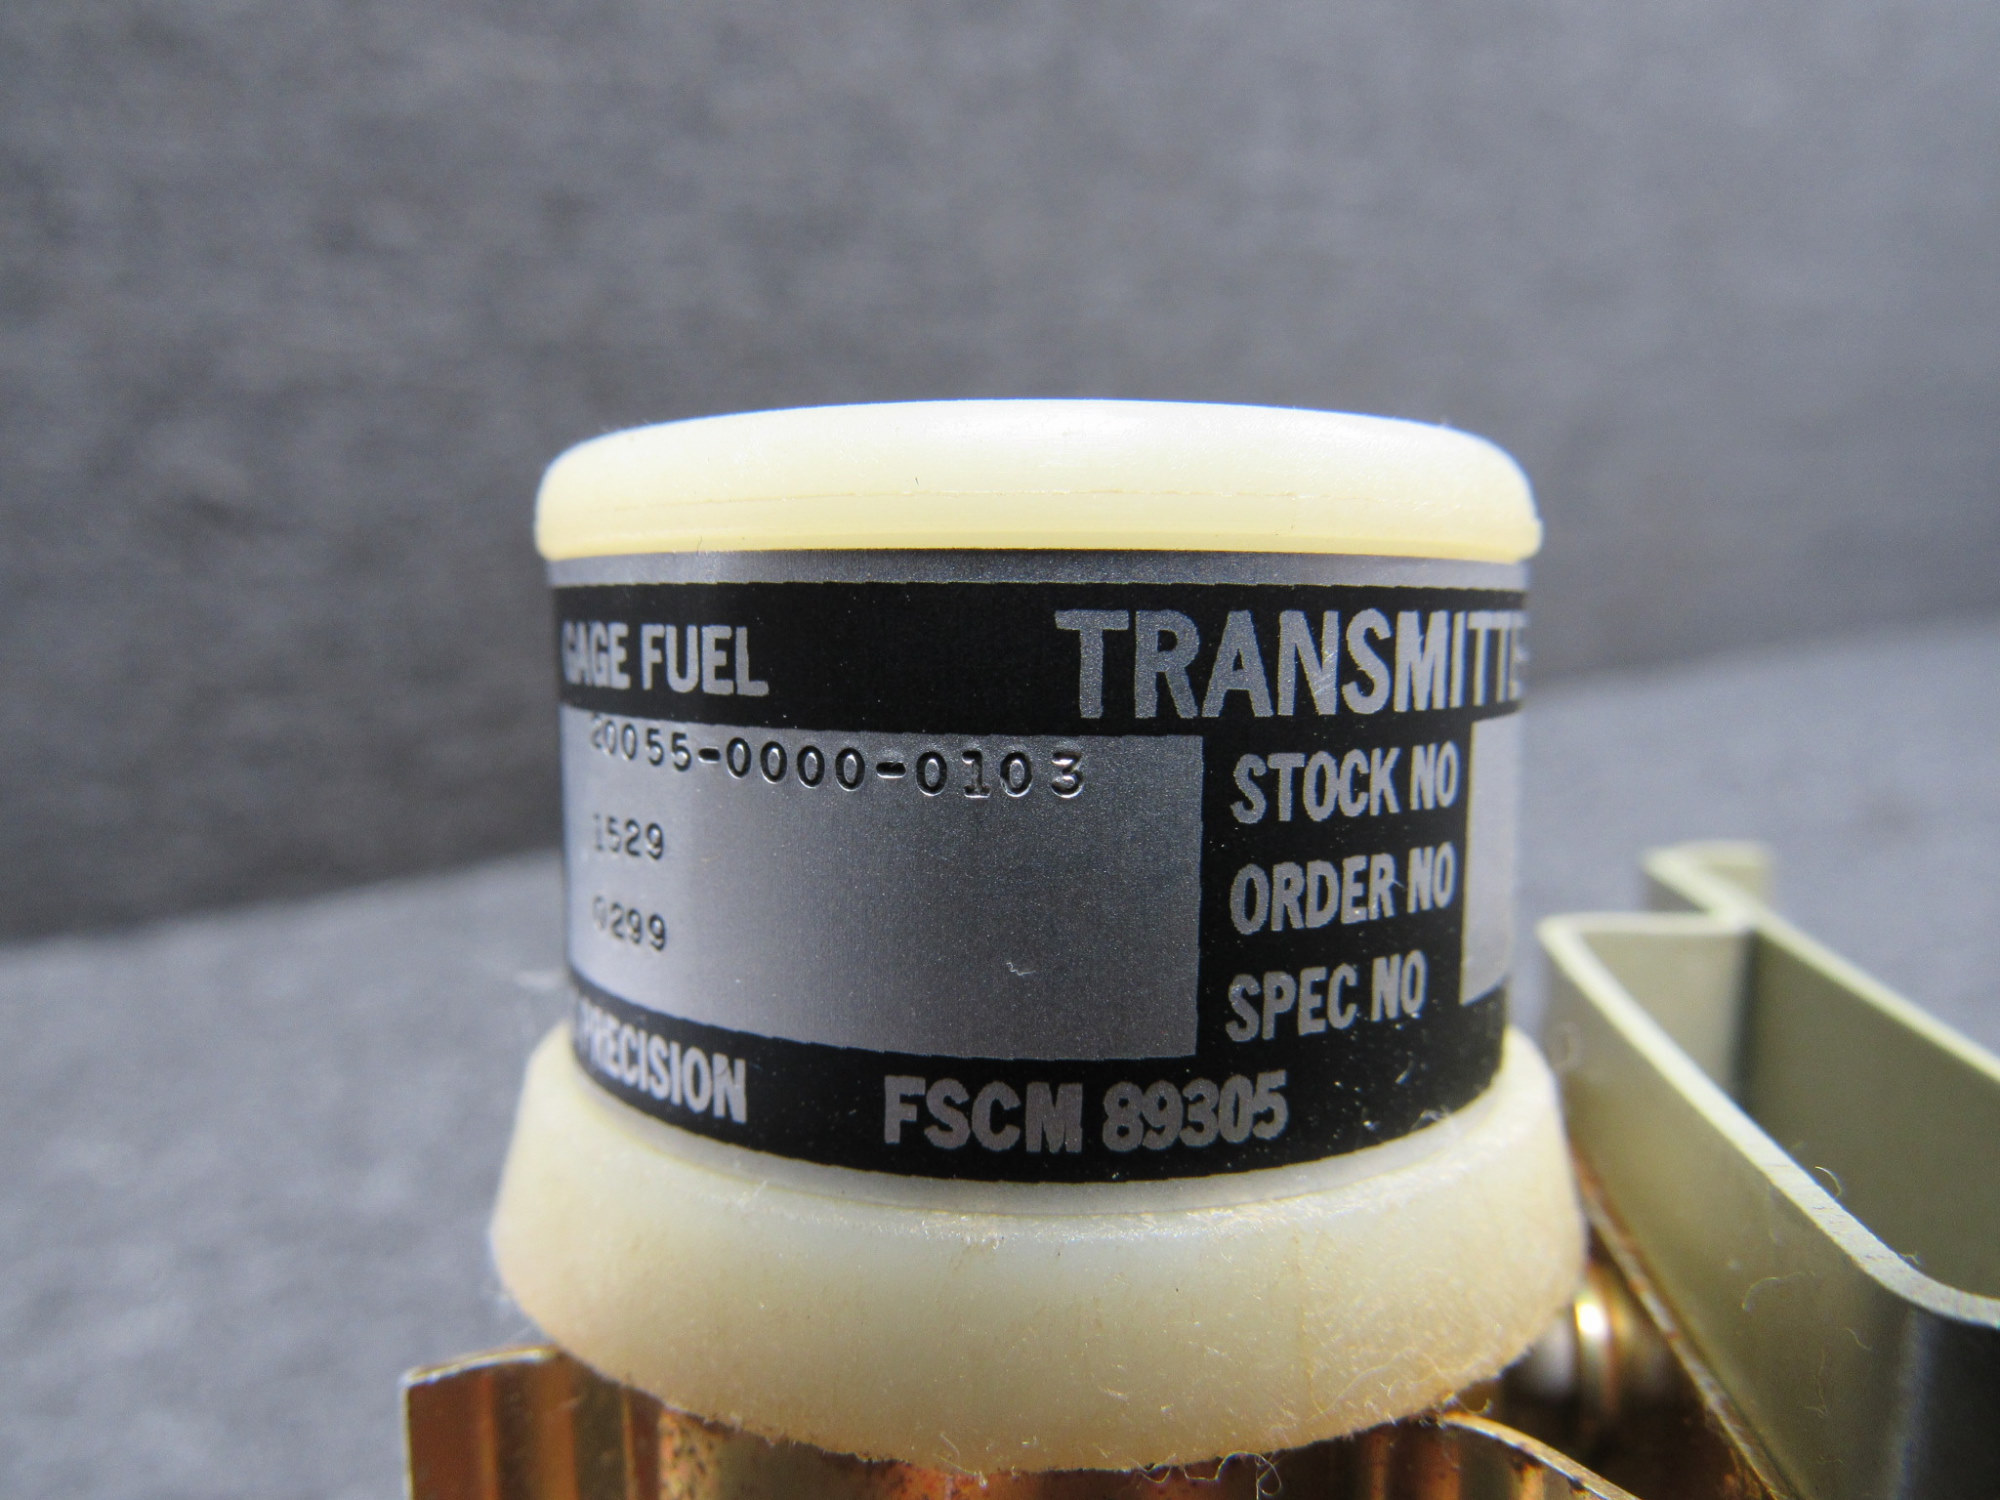 GAGE FUEL TRANSMITTE
20055-0000-0103
1529
0299
STOCK NO
ORDER NO
SPEC NO
PRECISION FSCM 89305